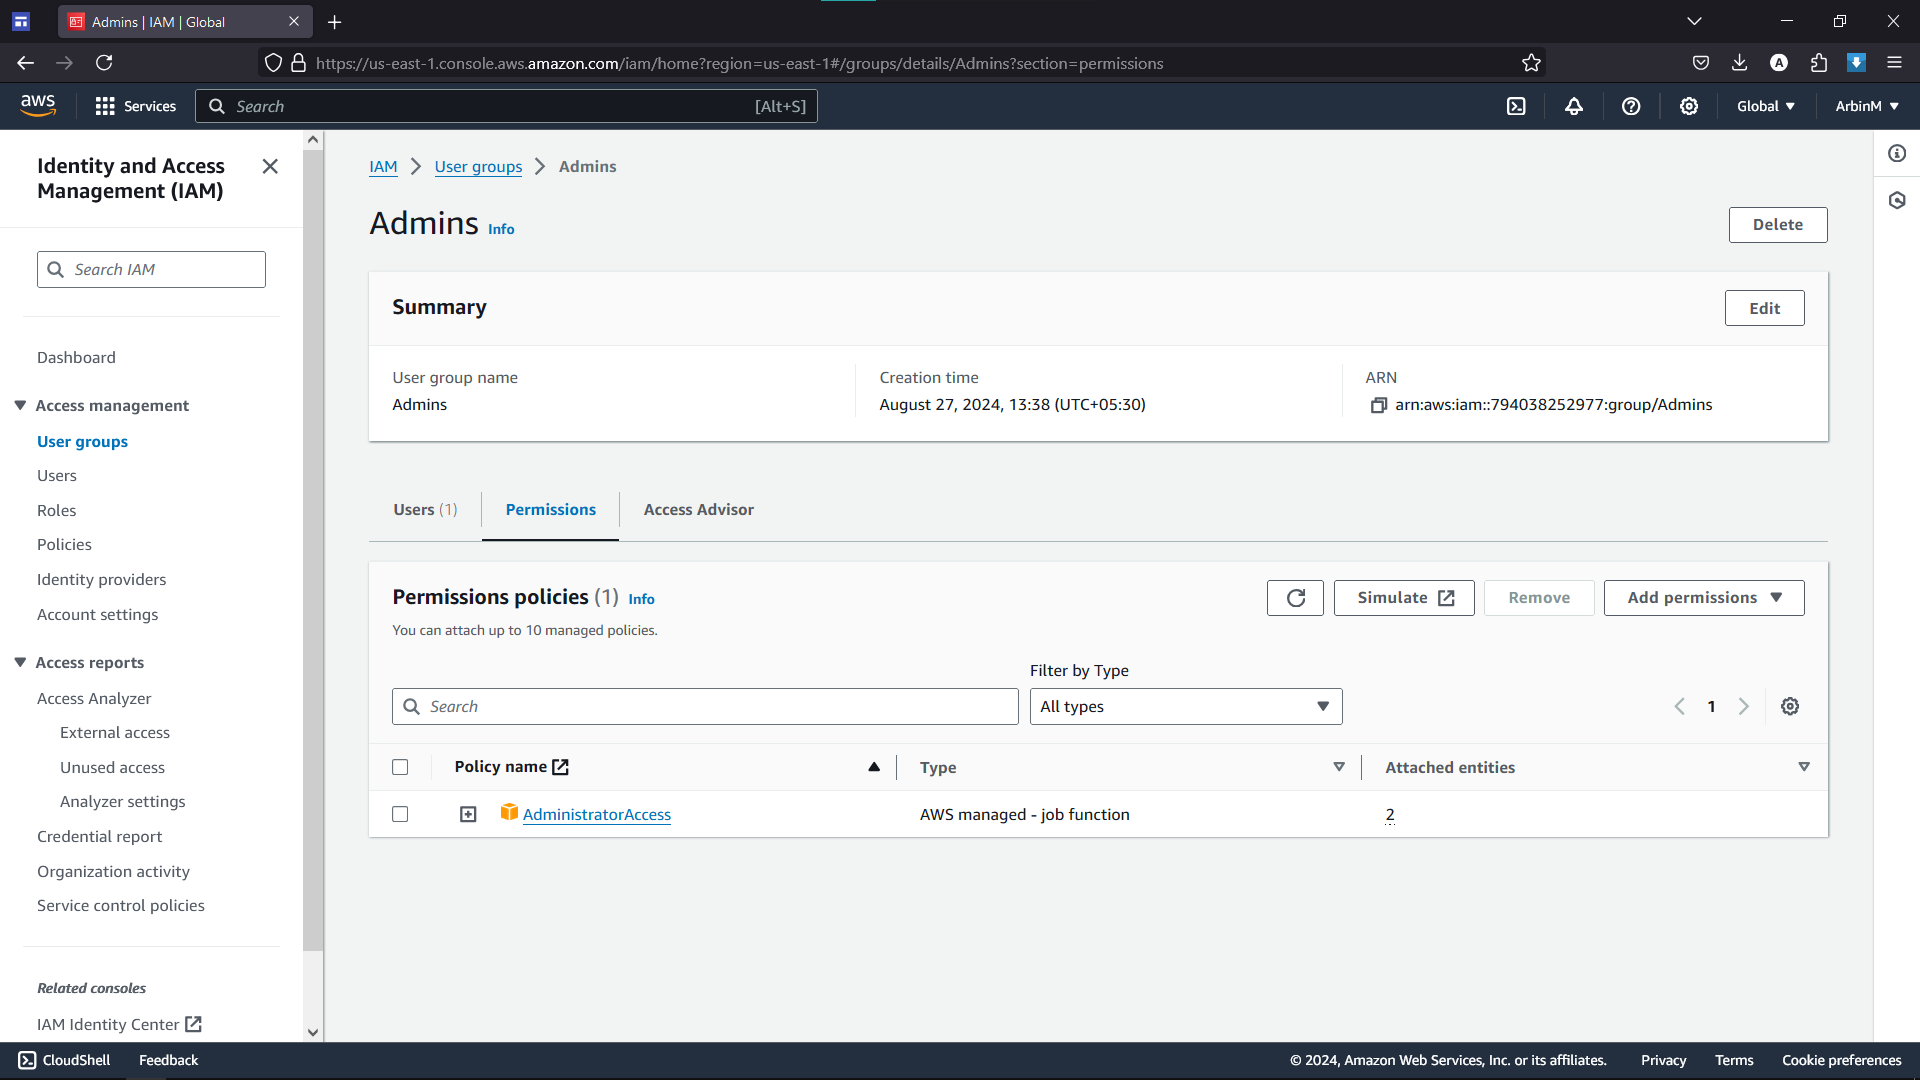 Admins | IAM | Global
https://us-east-1.console.aws.amazon.com/iam/home?region=us-east-1#/groups/details/Admins?section=permissions
A
aws
Services
Search
[Alt+S]
Global
ArbinM
Identity and Access
Management (IAM)
Search IAM
Dashboard
Access management
User groups
Users
Roles
Policies
Identity providers
Account settings
Access reports
Access Analyzer
External access
Unused access
Analyzer settings
Credential report
Organization activity
Service control policies
Related consoles
IAM Identity Center
IAM > User groups > Admins
Admins Info
Delete
Summary
Edit
User group name
Admins
Creation time
August 27, 2024, 13:38 (UTC+05:30)
ARN
arn:aws:iam::794038252977:group/Admins
Users (1)
Permissions
Access Advisor
Permissions policies (1) Info
You can attach up to 10 managed policies.
Simulate
Remove
Add permissions
Filter by Type
Search
All types
1
Policy name
Type
Attached entities
AdministratorAccess
AWS managed - job function
2
CloudShell
Feedback
© 2024, Amazon Web Services, Inc. or its affiliates.
Privacy
Terms
Cookie preferences